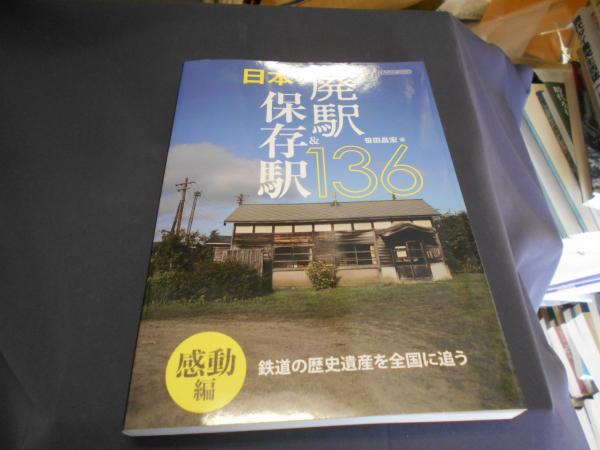 日本
廃駅
&
保存駅
136
笹田昌宏 著
感動
編
鉄道の歴史遺産を全国に追う